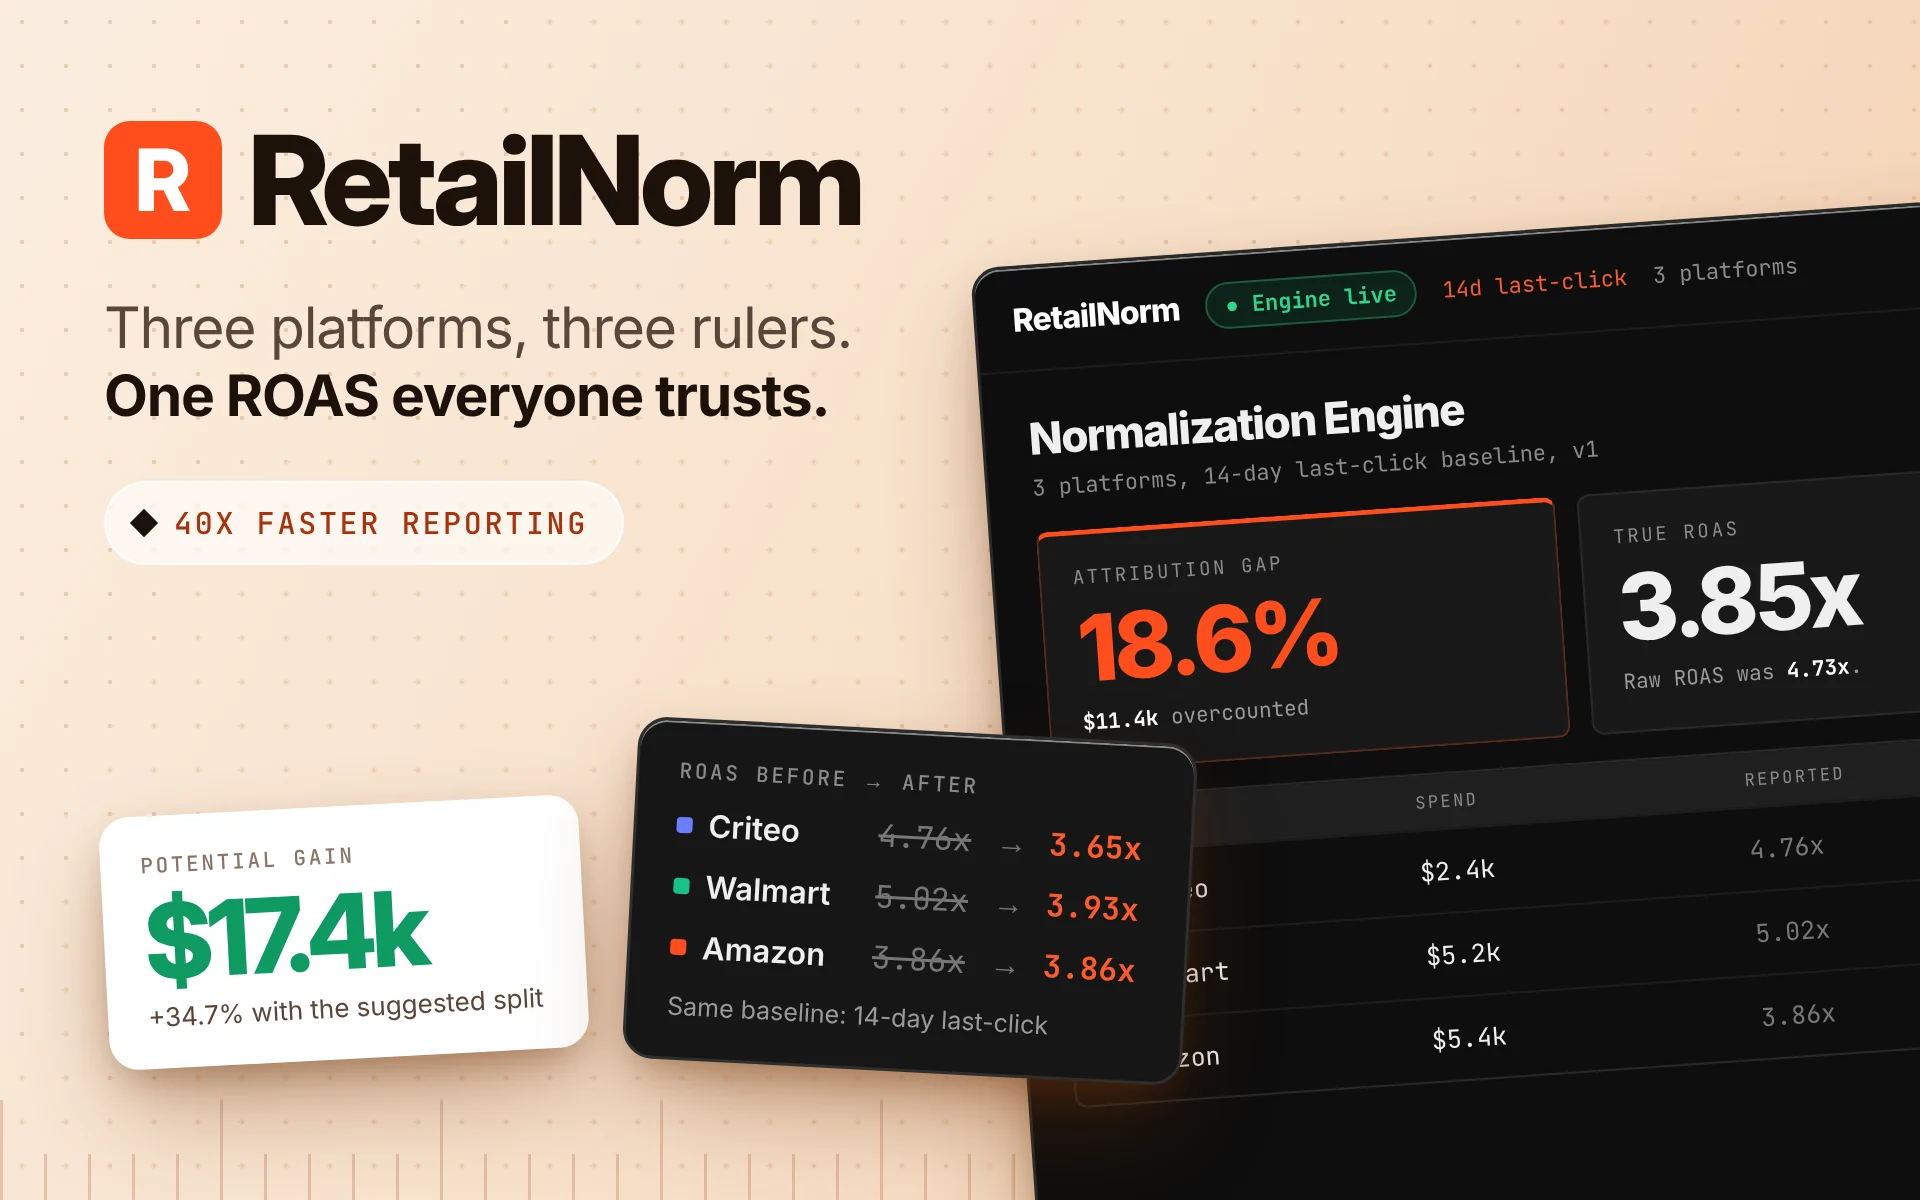 R RetailNorm
Three platforms, three rulers.
One ROAS everyone trusts.
40X FASTER REPORTING
RetailNorm Engine live 14d last-click 3 platforms
Normalization Engine
3 platforms, 14-day last-click baseline, v1
ATTRIBUTION GAP
18.6%
$11.4k overcounted
TRUE ROAS
3.85x
Raw ROAS was 4.73x.
SPEND REPORTED
eo $2.4k 4.76x
art $5.2k 5.02x
zon $5.4k 3.86x
ROAS BEFORE → AFTER
Criteo 4.76x → 3.65x
Walmart 5.02x → 3.93x
Amazon 3.86x → 3.86x
Same baseline: 14-day last-click
POTENTIAL GAIN
$17.4k
+34.7% with the suggested split